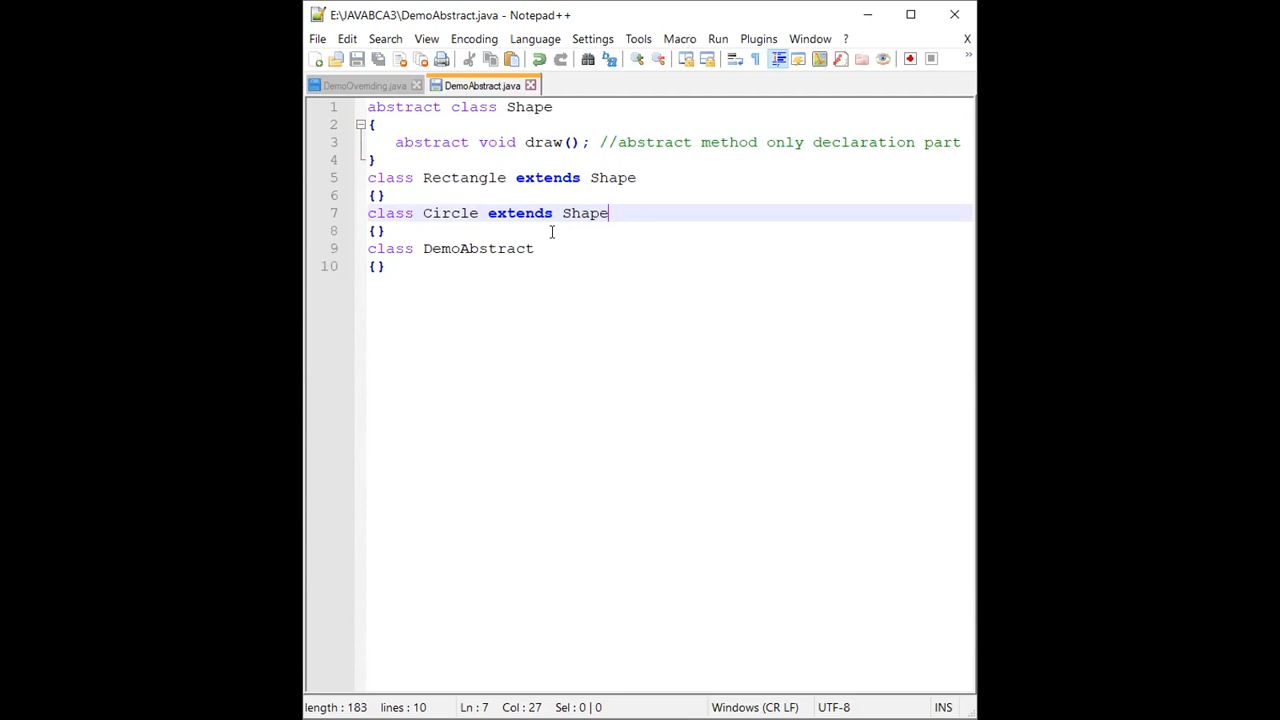 E:\JAVABCA3\DemoAbstract.java - Notepad++
File Edit Search View Encoding Language Settings Tools Macro Run Plugins Window ? X
DemoOverriding.java DemoAbstract.java
1 abstract class Shape
2 {
3 abstract void draw(); //abstract method only declaration part
4 }
5 class Rectangle extends Shape
6 {}
7 class Circle extends Shape
8 {}
9 class DemoAbstract
10 {}
length : 183 lines : 10 Ln : 7 Col : 27 Sel : 0 | 0 Windows (CR LF) UTF-8 INS